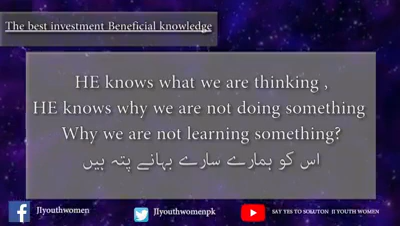 The best investment Beneficial knowledge
HE knows what we are thinking ,
HE knows why we are not doing something
Why we are not learning something?
اس کو ہمارے سارے بہانے پتہ ہیں
JIyouthwomen
JIyouthwomenpk
SAY YES TO SOLUTON JI YOUTH WOMEN